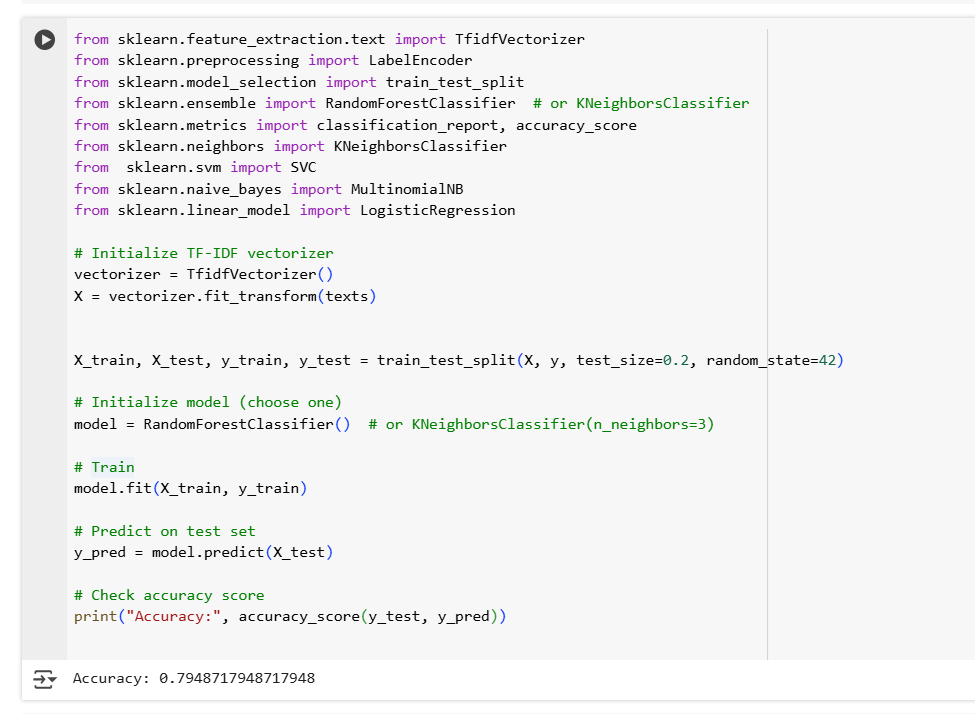 from sklearn.feature_extraction.text import TfidfVectorizer
from sklearn.preprocessing import LabelEncoder
from sklearn.model_selection import train_test_split
from sklearn.ensemble import RandomForestClassifier  # or KNeighborsClassifier
from sklearn.metrics import classification_report, accuracy_score
from sklearn.neighbors import KNeighborsClassifier
from  sklearn.svm import SVC
from sklearn.naive_bayes import MultinomialNB
from sklearn.linear_model import LogisticRegression
# Initialize TF-IDF vectorizer
vectorizer = TfidfVectorizer()
X = vectorizer.fit_transform(texts)
X_train, X_test, y_train, y_test = train_test_split(X, y, test_size=0.2, random_state=42)
# Initialize model (choose one)
model = RandomForestClassifier()  # or KNeighborsClassifier(n_neighbors=3)
# Train
model.fit(X_train, y_train)
# Predict on test set
y_pred = model.predict(X_test)
# Check accuracy score
print("Accuracy:", accuracy_score(y_test, y_pred))
Accuracy: 0.7948717948717948